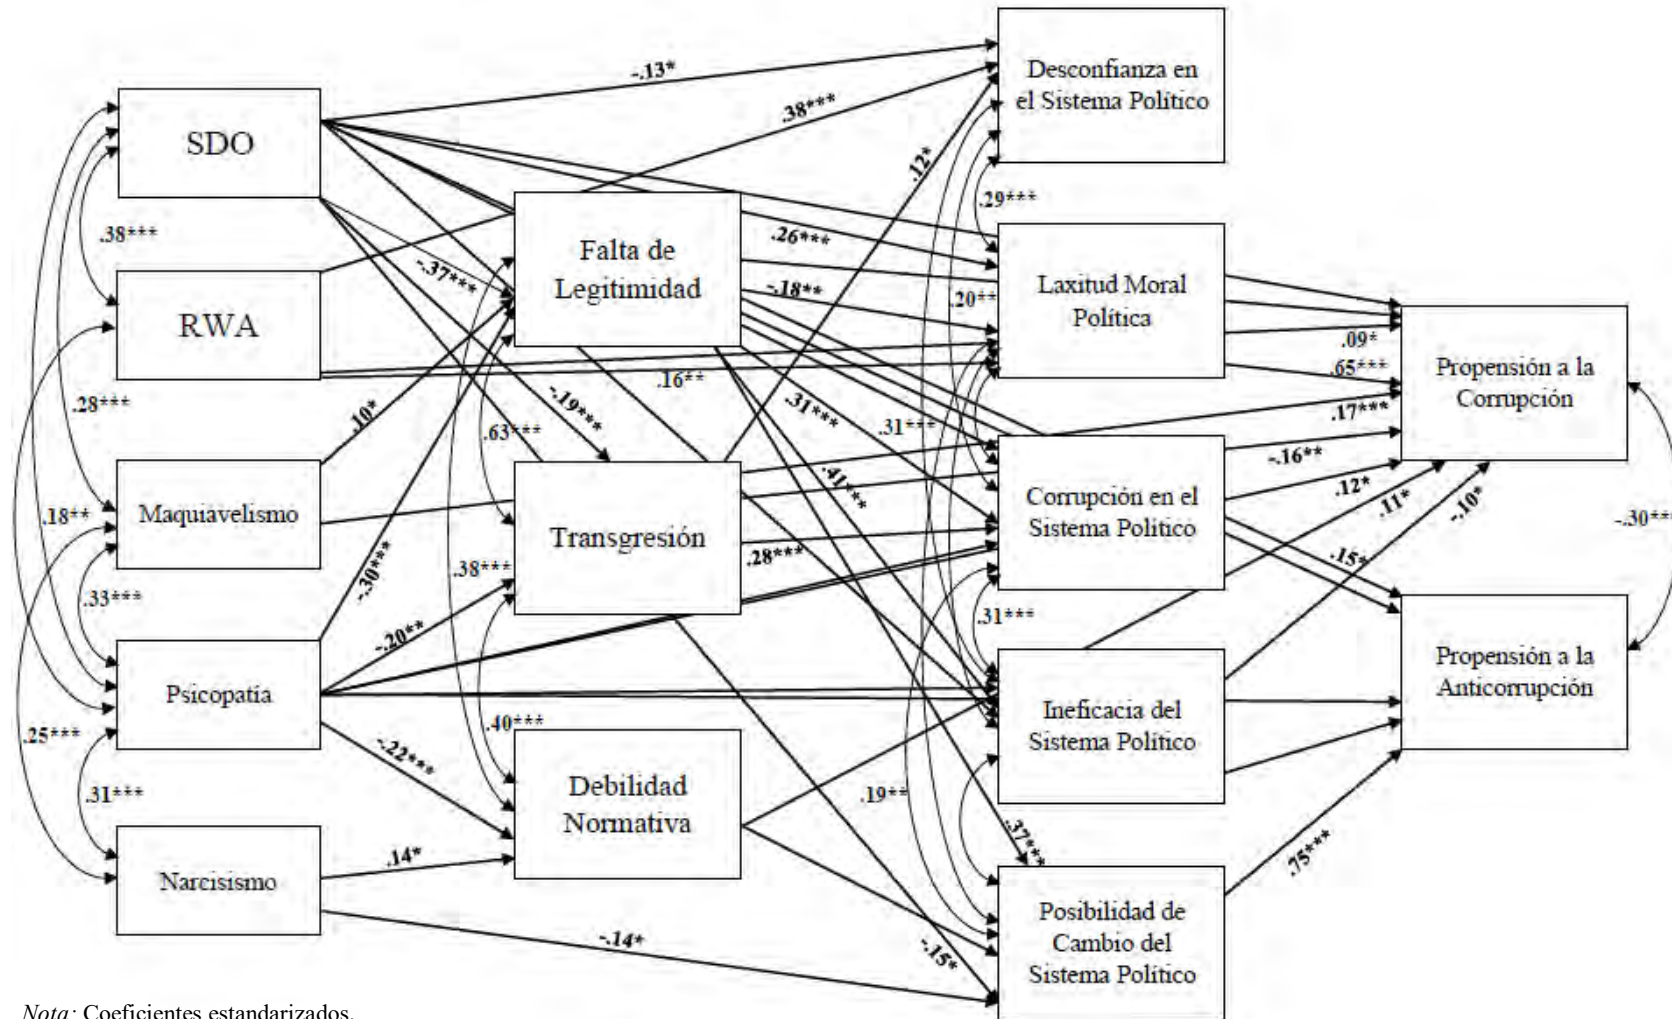 Desconfianza en
el Sistema Político
-.13*
SDO
.38***
.12*
.29***
.38***
Falta de
Legitimidad
-.37***
.26***
-.18**
.20**
Laxitud Moral
Política
RWA
.09*
.65***
Propensión a la
Corrupción
.16**
.28***
.10*
-.19***
.63***
.31***
.31***
.17***
-.16**
.12*
.11*
-.10*
.41***
Corrupción en el
Sistema Político
Maquiavelismo
.18**
Transgresión
-.30***
.28***
.15*
.33***
-.30***
.38***
-.20**
.31***
Propensión a la
Anticorrupción
Psicopatía
Ineficacia del
Sistema Político
.25***
.40***
-.22***
.31***
Debilidad
Normativa
.19**
.37***
.14*
.75***
Narcisismo
-.14*
-.15*
Posibilidad de
Cambio del
Sistema Político
Nota: Coeficientes estandarizados.